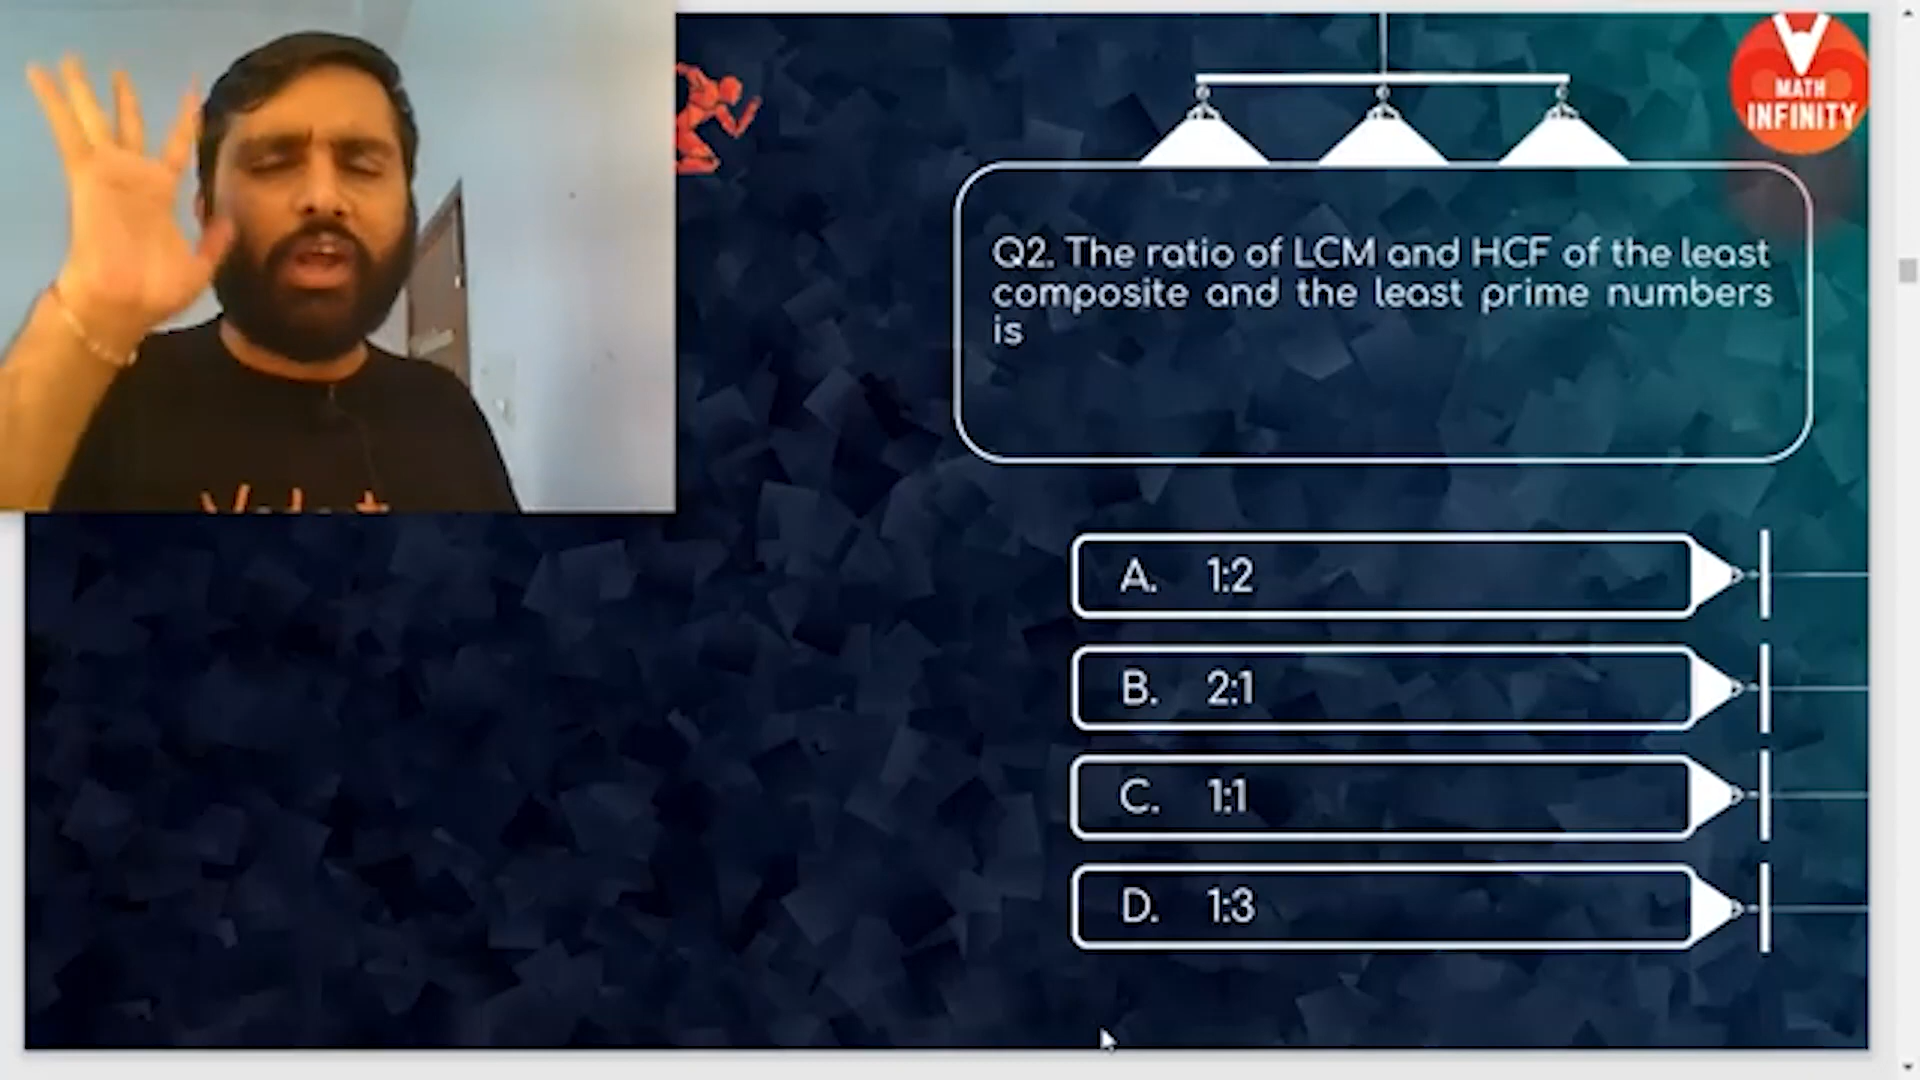 MATH
INFINITY
Q2. The ratio of LCM and HCF of the least
composite and the least prime numbers
is
A. 1:2
B. 2:1
C. 1:1
D. 1:3